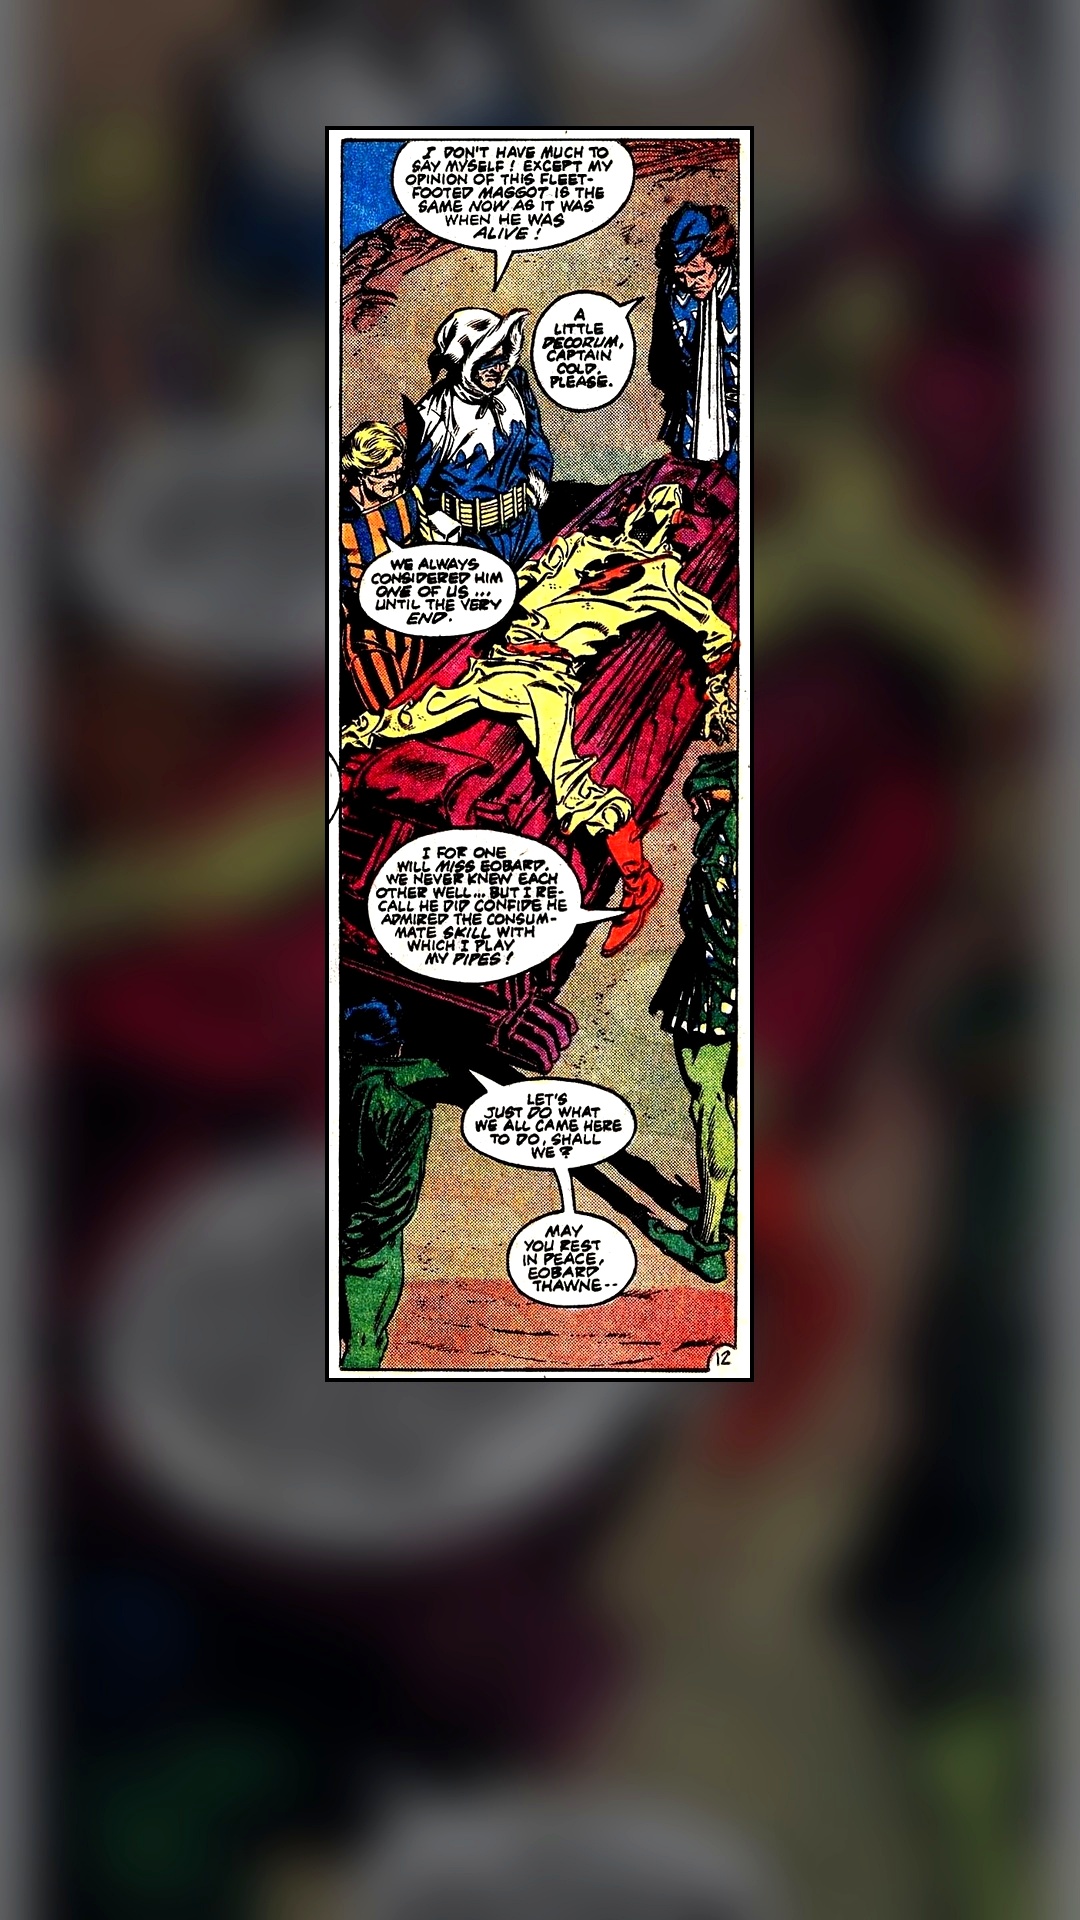 I DON'T HAVE MUCH TO
SAY MYSELF! EXCEPT MY
OPINION OF THIS FLEET-
FOOTED MAGGOT IS THE
SAME NOW AS IT WAS
WHEN HE WAS
ALIVE!
A
LITTLE
DECORUM,
CAPTAIN
COLD.
PLEASE.
WE ALWAYS
CONSIDERED HIM
ONE OF US...
UNTIL THE VERY
END.
I FOR ONE
WILL MISS EOBARD.
WE NEVER KNEW EACH
OTHER WELL... BUT I RE-
CALL HE DID CONFIDE HE
ADMIRED THE CONSUM-
MATE SKILL WITH
WHICH I PLAY
MY PIPES!
LET'S
JUST DO WHAT
WE ALL CAME HERE
TO DO, SHALL
WE?
MAY
YOU REST
IN PEACE,
EOBARD
THAWNE--
12